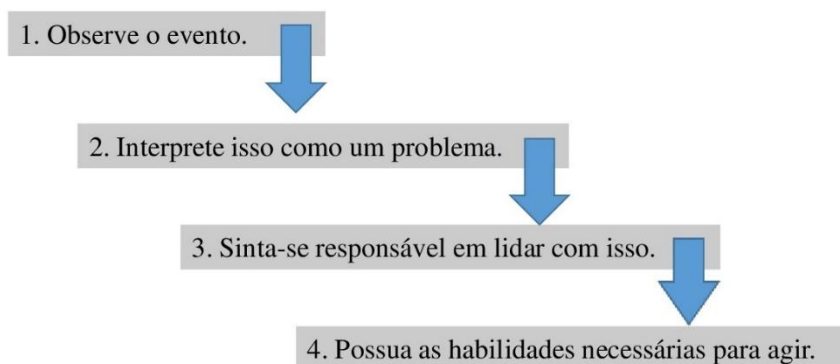 1. Observe o evento.
2. Interprete isso como um problema.
3. Sinta-se responsável em lidar com isso.
4. Possua as habilidades necessárias para agir.